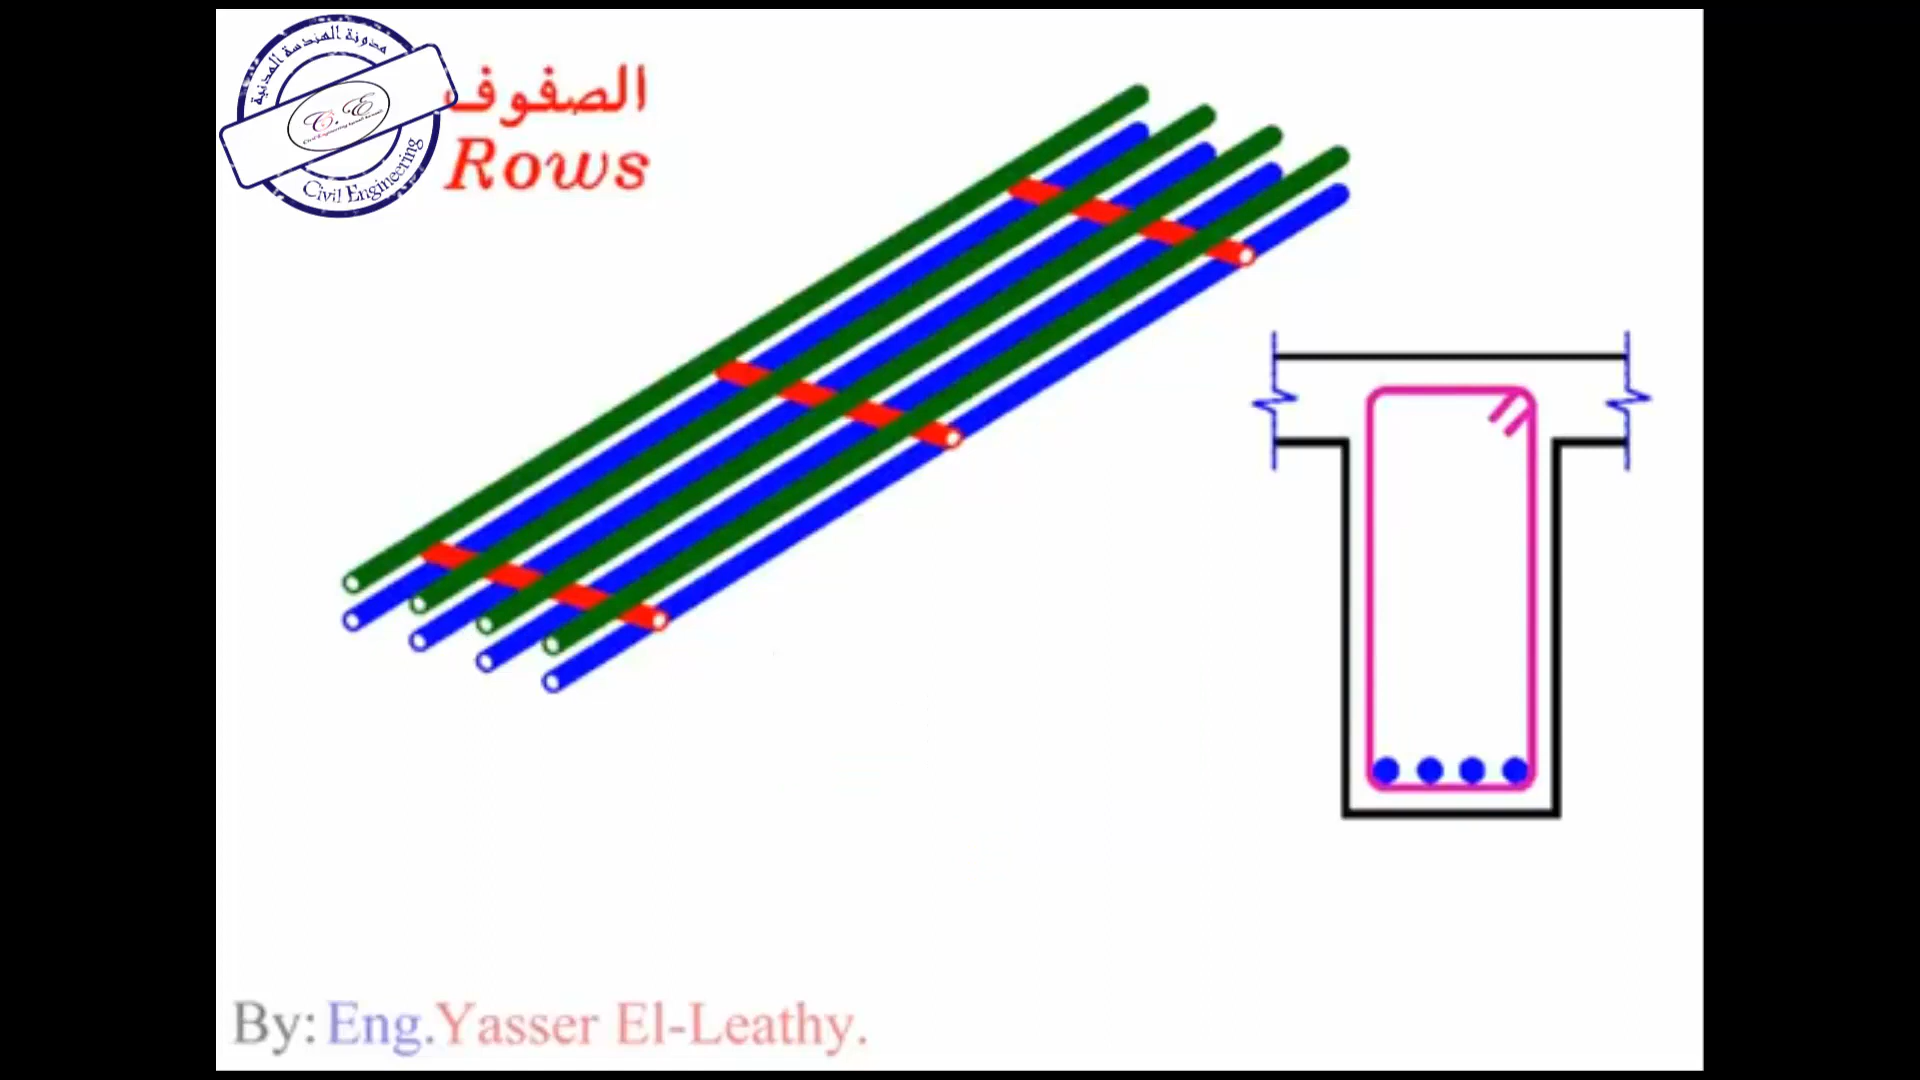 مدونة الهندسة المدنية
C.E
Civil Engineering
الصفوف
Rows
By: Eng.Yasser El-Leathy.